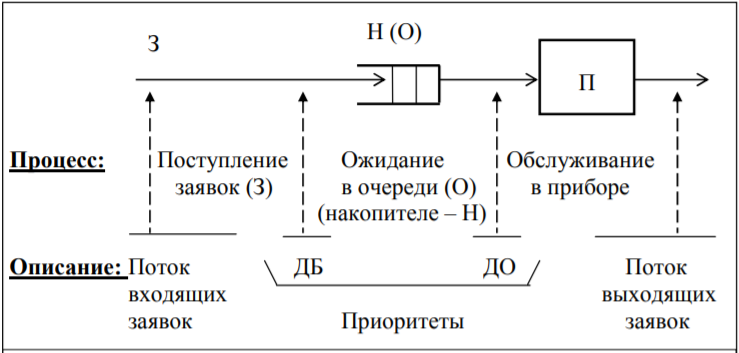 З
Н (О)
П
Процесс: Поступление заявок (З)
Ожидание в очереди (О) (накопителе – Н)
Обслуживание в приборе
Описание: Поток входящих заявок
ДБ
ДО
Приоритеты
Поток выходящих заявок